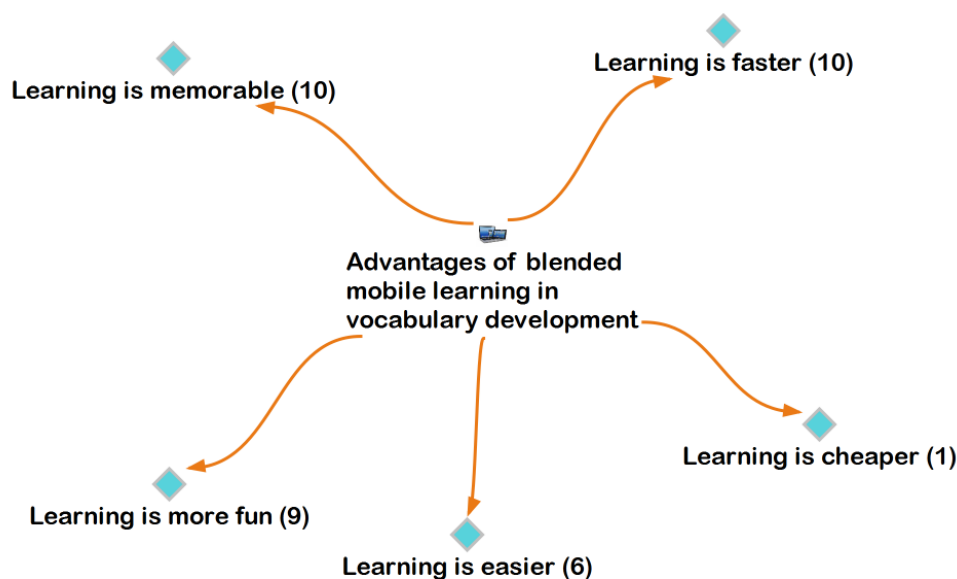 Learning is faster (10)
Learning is memorable (10)
Advantages of blended
mobile learning in
vocabulary development
Learning is cheaper (1)
Learning is more fun (9)
Learning is easier (6)